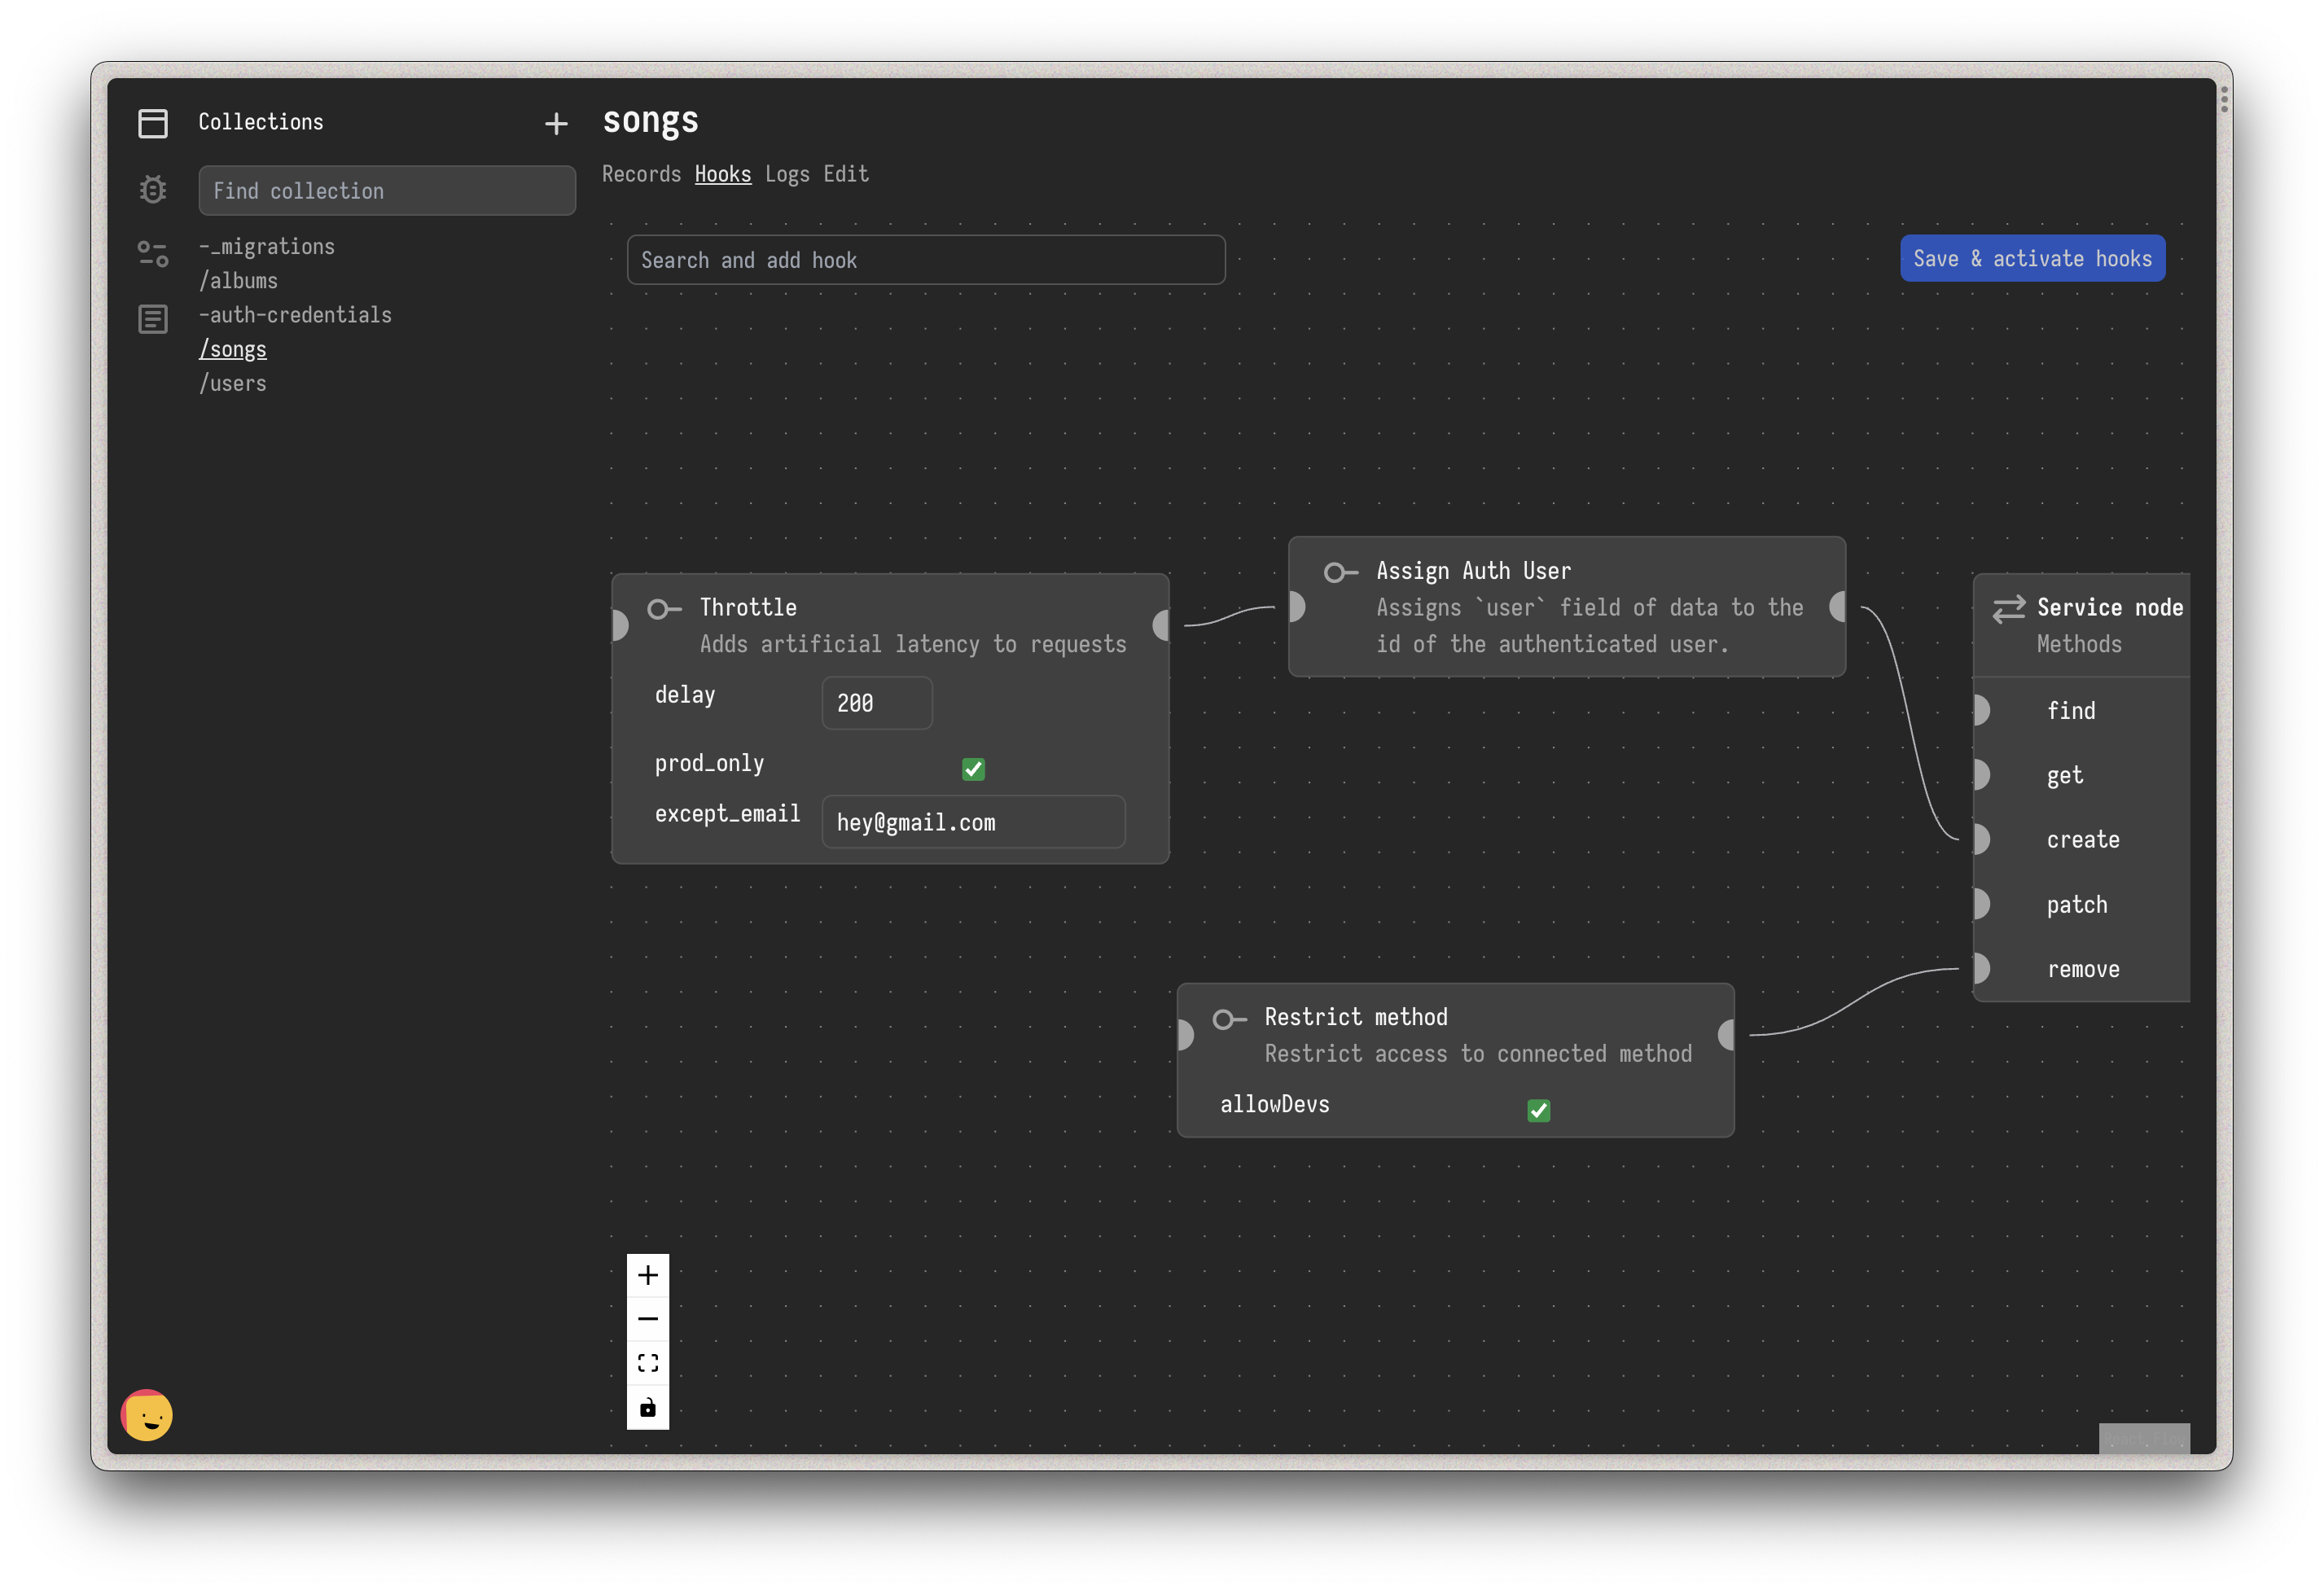 Collections
Find collection
-_migrations
/albums
-auth-credentials
/songs
/users
songs
Records Hooks Logs Edit
Search and add hook
Save & activate hooks
Throttle
Adds artificial latency to requests
delay
200
prod_only
except_email
hey@gmail.com
Assign Auth User
Assigns `user` field of data to the
id of the authenticated user.
Service node
Methods
find
get
create
patch
remove
Restrict method
Restrict access to connected method
allowDevs